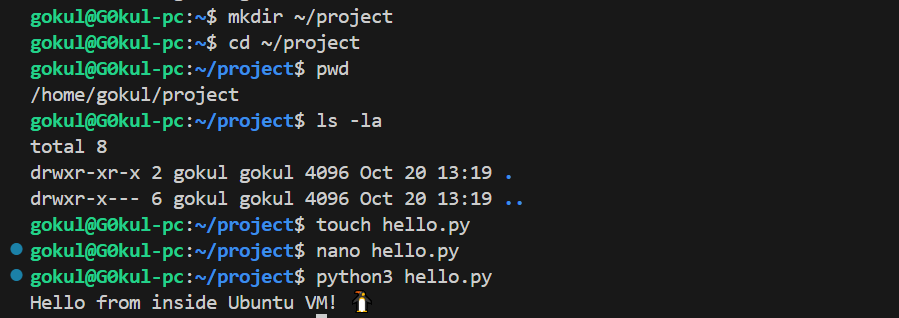 gokul@G0kul-pc:~$ mkdir ~/project
gokul@G0kul-pc:~$ cd ~/project
gokul@G0kul-pc:~/project$ pwd
/home/gokul/project
gokul@G0kul-pc:~/project$ ls -la
total 8
drwxr-xr-x 2 gokul gokul 4096 Oct 20 13:19 .
drwxr-x--- 6 gokul gokul 4096 Oct 20 13:19 ..
gokul@G0kul-pc:~/project$ touch hello.py
gokul@G0kul-pc:~/project$ nano hello.py
gokul@G0kul-pc:~/project$ python3 hello.py
Hello from inside Ubuntu VM! 🐧